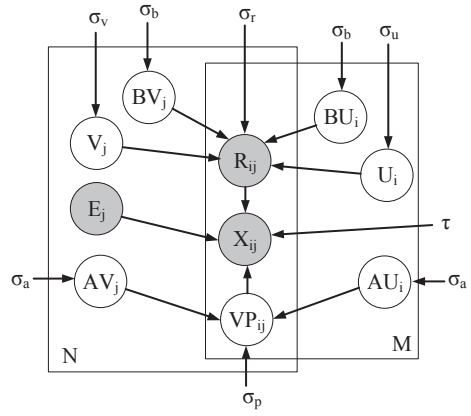 σv σb σr σb σu
BVj BUi
Vj Rij Ui
Ej Xij τ
σa AVj AUi σa
VPij
N M
σp